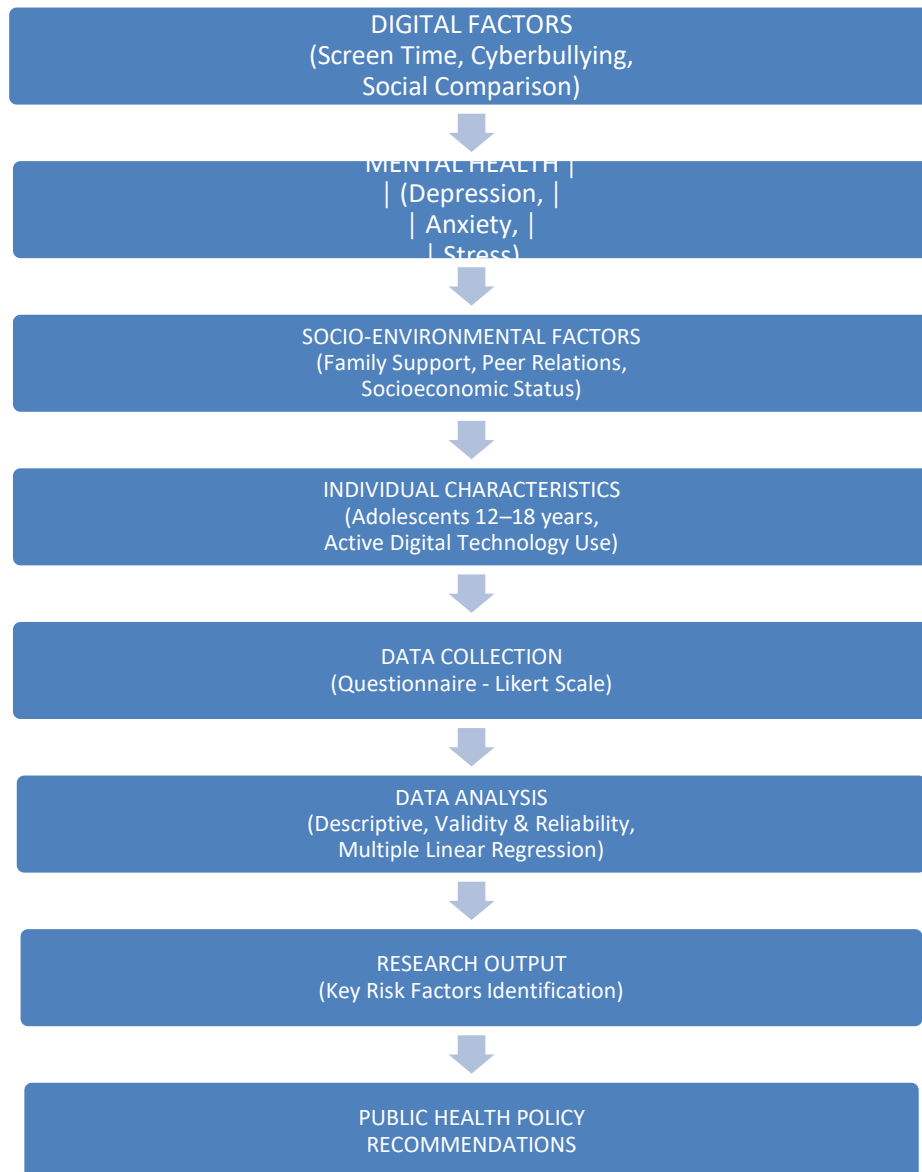 DIGITAL FACTORS
(Screen Time, Cyberbullying,
Social Comparison)
MENTAL HEALTH |
| (Depression, |
| Anxiety, |
| Stress)
SOCIO-ENVIRONMENTAL FACTORS
(Family Support, Peer Relations,
Socioeconomic Status)
INDIVIDUAL CHARACTERISTICS
(Adolescents 12–18 years,
Active Digital Technology Use)
DATA COLLECTION
(Questionnaire - Likert Scale)
DATA ANALYSIS
(Descriptive, Validity & Reliability,
Multiple Linear Regression)
RESEARCH OUTPUT
(Key Risk Factors Identification)
PUBLIC HEALTH POLICY
RECOMMENDATIONS